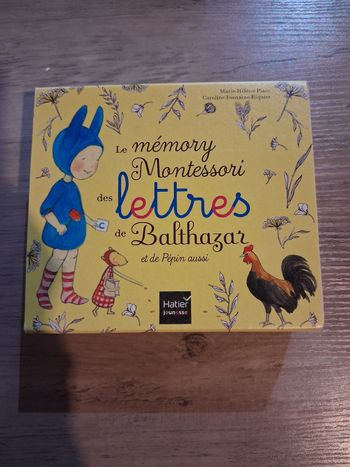 Marie-Hélène Place
Caroline Fontaine-Riquier
Le mémory
Montessori
des lettres
de Balthazar
et de Pépin aussi
c
Hatier
jeunesse